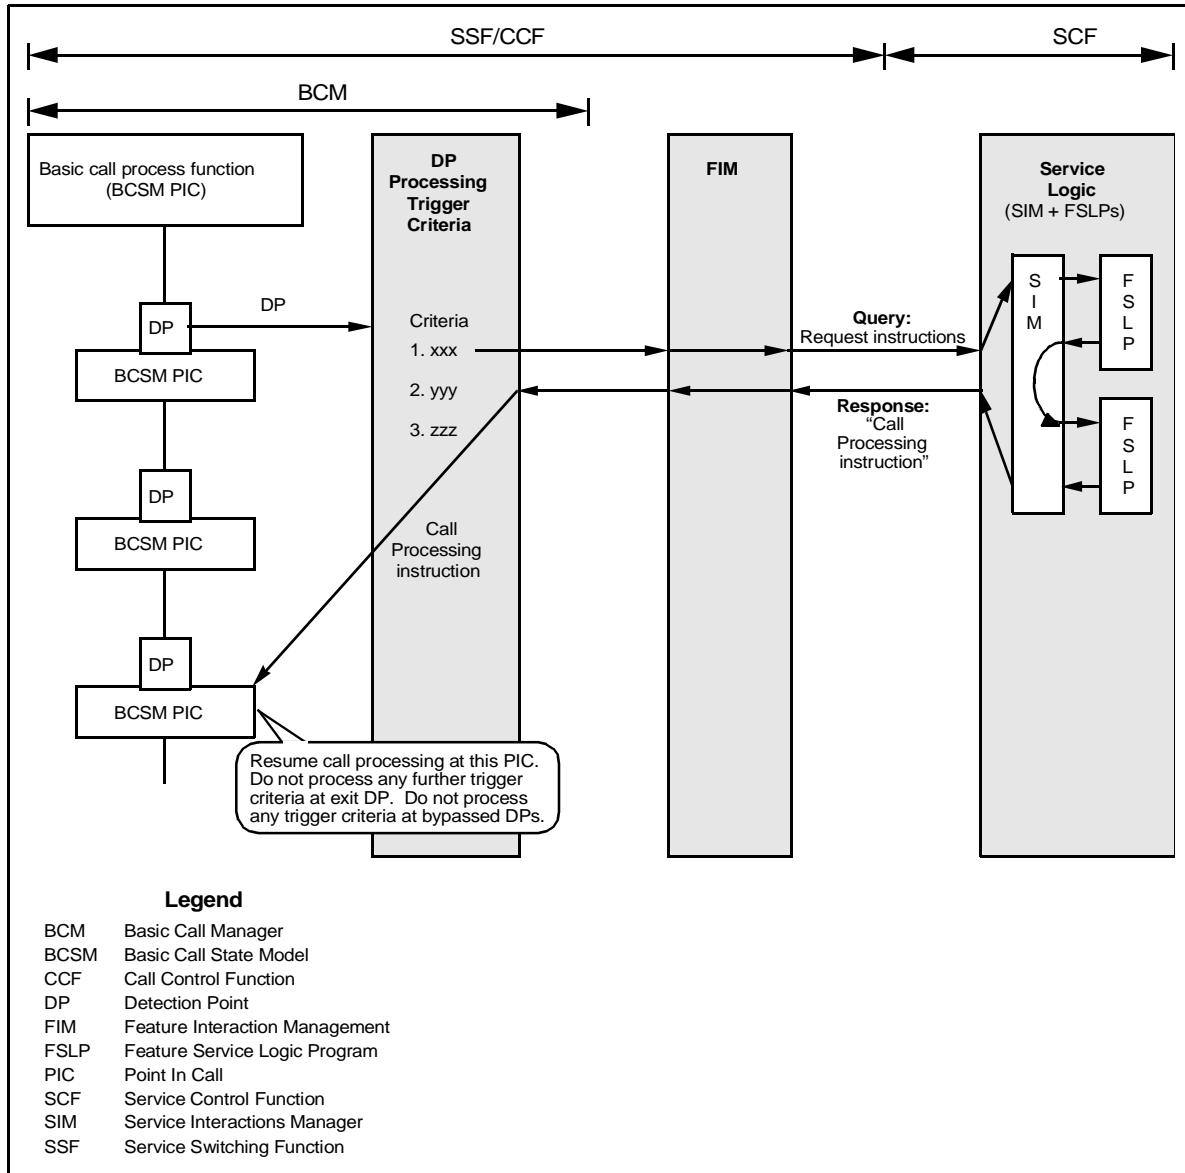 SSF/CCF
SCF
BCM
Basic call process function
(BCSM PIC)
DP
Processing
Trigger
Criteria
FIM
Service
Logic
(SIM + FSLPs)
DP
DP
BCSM PIC
Criteria
1. xxx
2. yyy
3. zzz
Query:
Request instructions
Response:
“Call
Processing
instruction”
S
I
M
F
S
L
P
F
S
L
P
DP
BCSM PIC
Call
Processing
instruction
DP
BCSM PIC
Resume call processing at this PIC.
Do not process any further trigger
criteria at exit DP. Do not process
any trigger criteria at bypassed DPs.
Legend
BCM Basic Call Manager
BCSM Basic Call State Model
CCF Call Control Function
DP Detection Point
FIM Feature Interaction Management
FSLP Feature Service Logic Program
PIC Point In Call
SCF Service Control Function
SIM Service Interactions Manager
SSF Service Switching Function